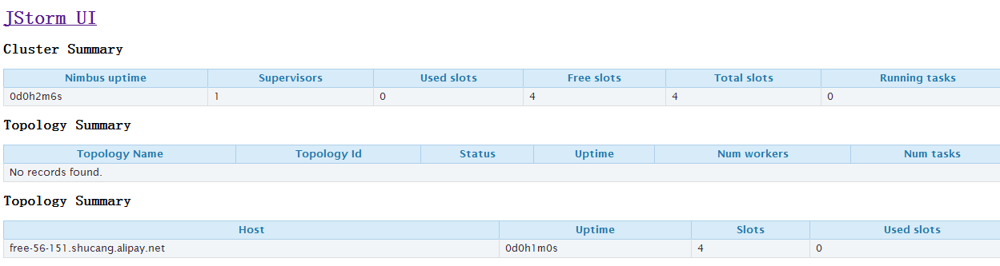 JStorm UI
Cluster Summary
Nimbus uptime Supervisors Used slots Free slots Total slots Running tasks
0d0h2m6s 1 0 4 4 0
Topology Summary
Topology Name Topology Id Status Uptime Num workers Num tasks
No records found.
Topology Summary
Host Uptime Slots Used slots
free-56-151.shucang.alipay.net 0d0h1m0s 4 0